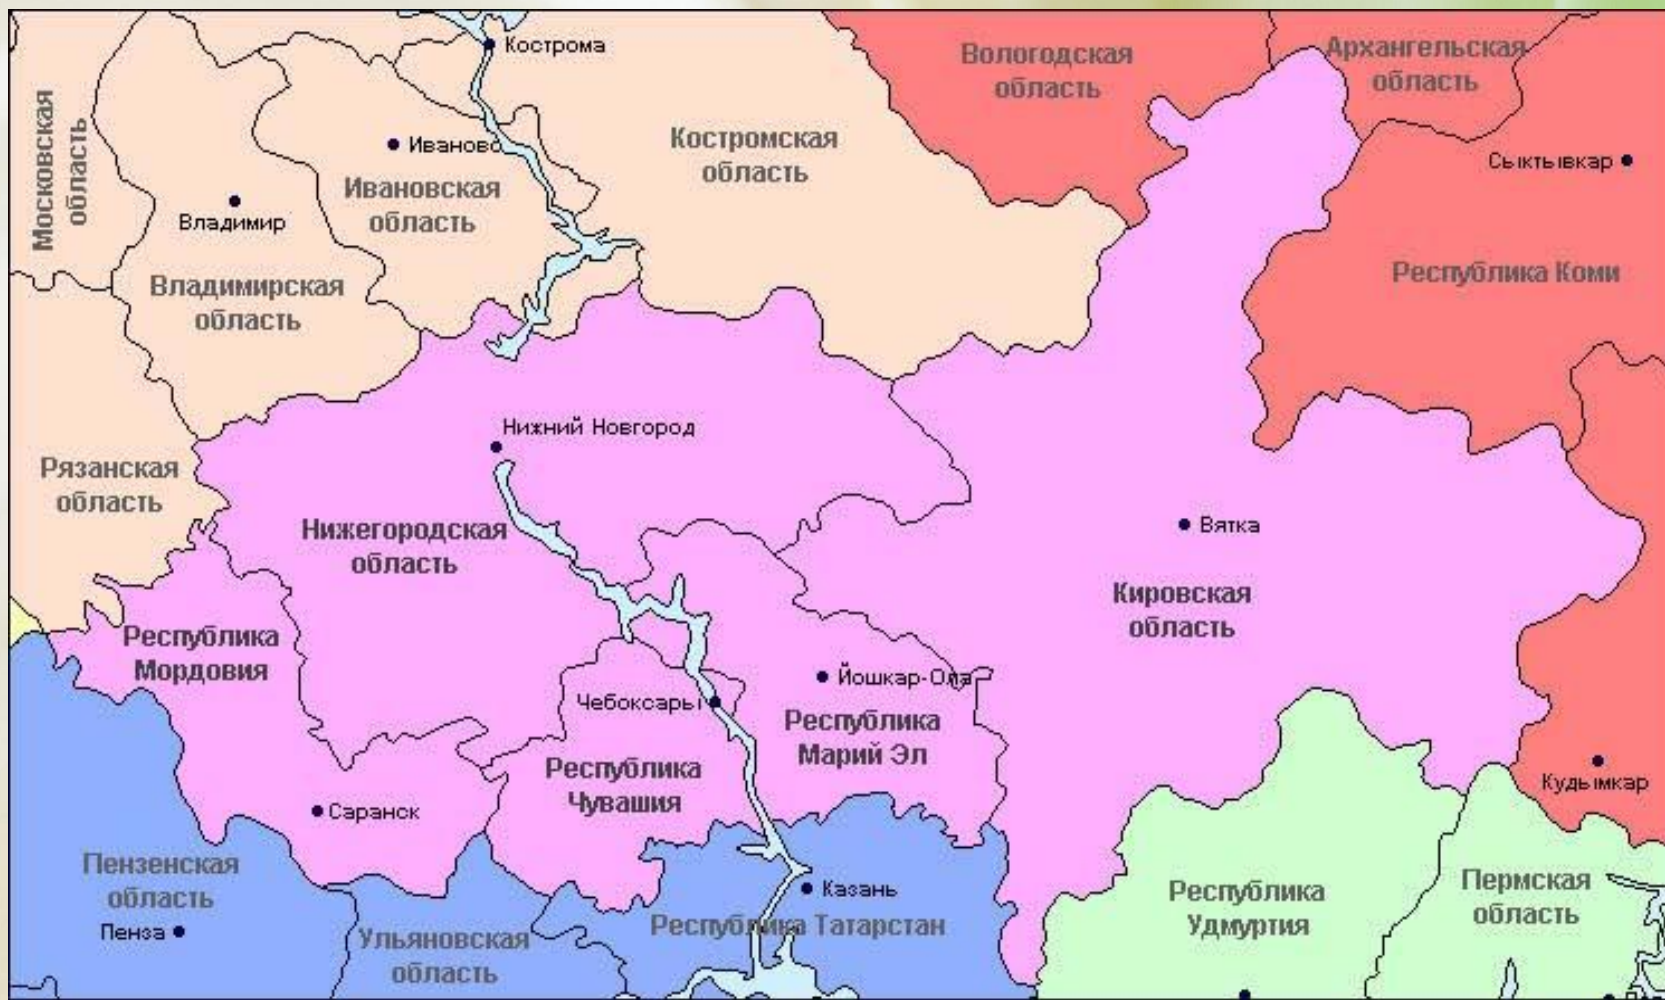 Кострома
Вологодская
область
Архангельская
область
Костромская
область
Московская
область
Иваново
Ивановская
область
Сыктывкар
Владимир
Владимирская
область
Республика Коми
Нижний Новгород
Рязанская
область
Нижегородская
область
Вятка
Кировская
область
Республика
Мордовия
Йошкар-Ола
Чебоксары
Республика
Марий Эл
Республика
Чувашия
Кудымкар
Саранск
Пензенская
область
Пенза
Ульяновская
область
Казань
Республика Татарстан
Республика
Удмуртия
Пермская
область